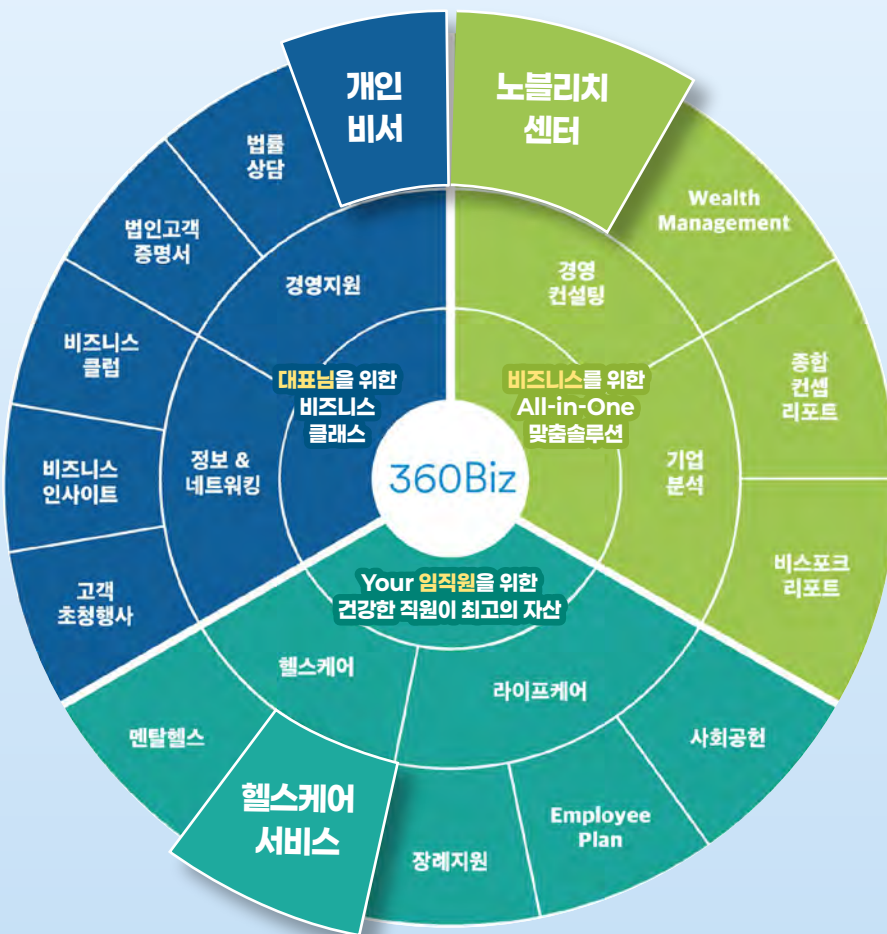 개인
비서
노블리치
센터
법률
상담
Wealth
Management
법인고객
증명서
경영지원
경영
컨설팅
비즈니스
클럽
종합
컨셉
리포트
대표님을 위한
비즈니스
클래스
비즈니스를 위한
All-in-One
맞춤솔루션
비즈니스
인사이트
정보 &
네트워킹
360Biz
기업
분석
고객
초청행사
비스포크
리포트
Your 임직원을 위한
건강한 직원이 최고의 자산
헬스케어
라이프케어
멘탈헬스
사회공헌
헬스케어
서비스
장례지원
Employee
Plan